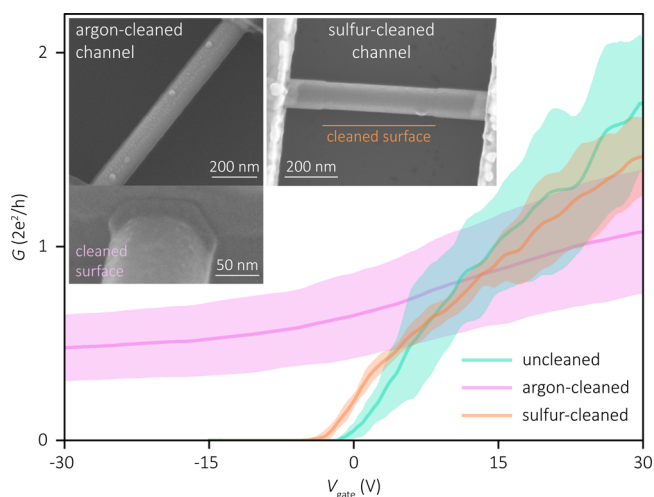 argon-cleaned
channel
200 nm
cleaned
surface
50 nm
sulfur-cleaned
channel
cleaned surface
200 nm
G (2e²/h)
2
1
0
uncleaned
argon-cleaned
sulfur-cleaned
-30
-15
0
15
30
V_gate (V)